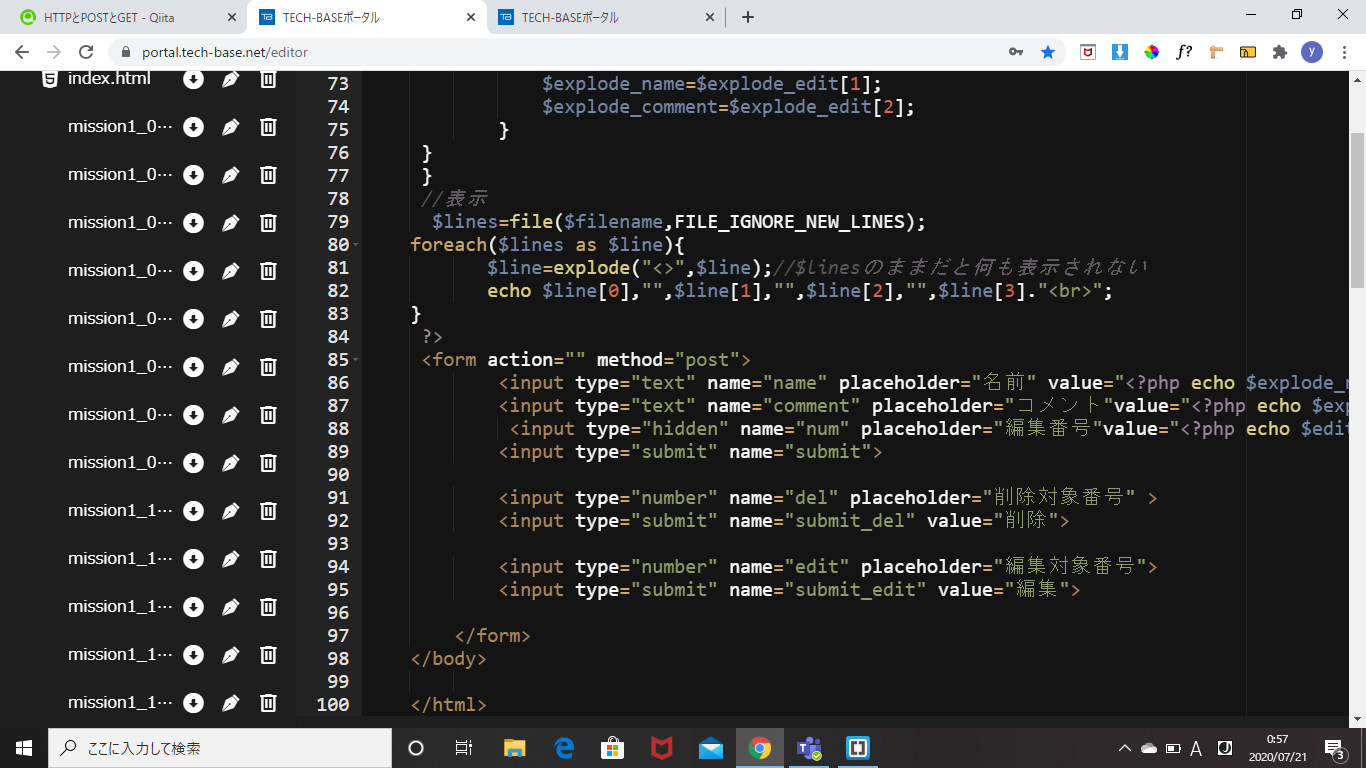 HTTPとPOSTとGET - Qiita
TECH-BASEポータル
TECH-BASEポータル
portal.tech-base.net/editor
y
index.html
mission1_0…
mission1_0…
mission1_0…
mission1_0…
mission1_0…
mission1_0…
mission1_0…
mission1_0…
mission1_1…
mission1_1…
mission1_1…
mission1_1…
mission1_1…
73 $explode_name=$explode_edit[1];
74 $explode_comment=$explode_edit[2];
75 }
76 }
77 }
78 //表示
79 $lines=file($filename,FILE_IGNORE_NEW_LINES);
80 foreach($lines as $line){
81 $line=explode("<>",$line);//$linesのままだと何も表示されない
82 echo $line[0],"",$line[1],"",$line[2],"",$line[3]."<br>";
83 }
84 ?>
85 <form action="" method="post">
86 <input type="text" name="name" placeholder="名前" value="<?php echo $explode_n
87 <input type="text" name="comment" placeholder="コメント"value="<?php echo $exp
88 <input type="hidden" name="num" placeholder="編集番号"value="<?php echo $edit
89 <input type="submit" name="submit">
90
91 <input type="number" name="del" placeholder="削除対象番号" >
92 <input type="submit" name="submit_del" value="削除">
93
94 <input type="number" name="edit" placeholder="編集対象番号">
95 <input type="submit" name="submit_edit" value="編集">
96
97 </form>
98 </body>
99
100 </html>
ここに入力して検索
A
J
0:57
2020/07/21
3